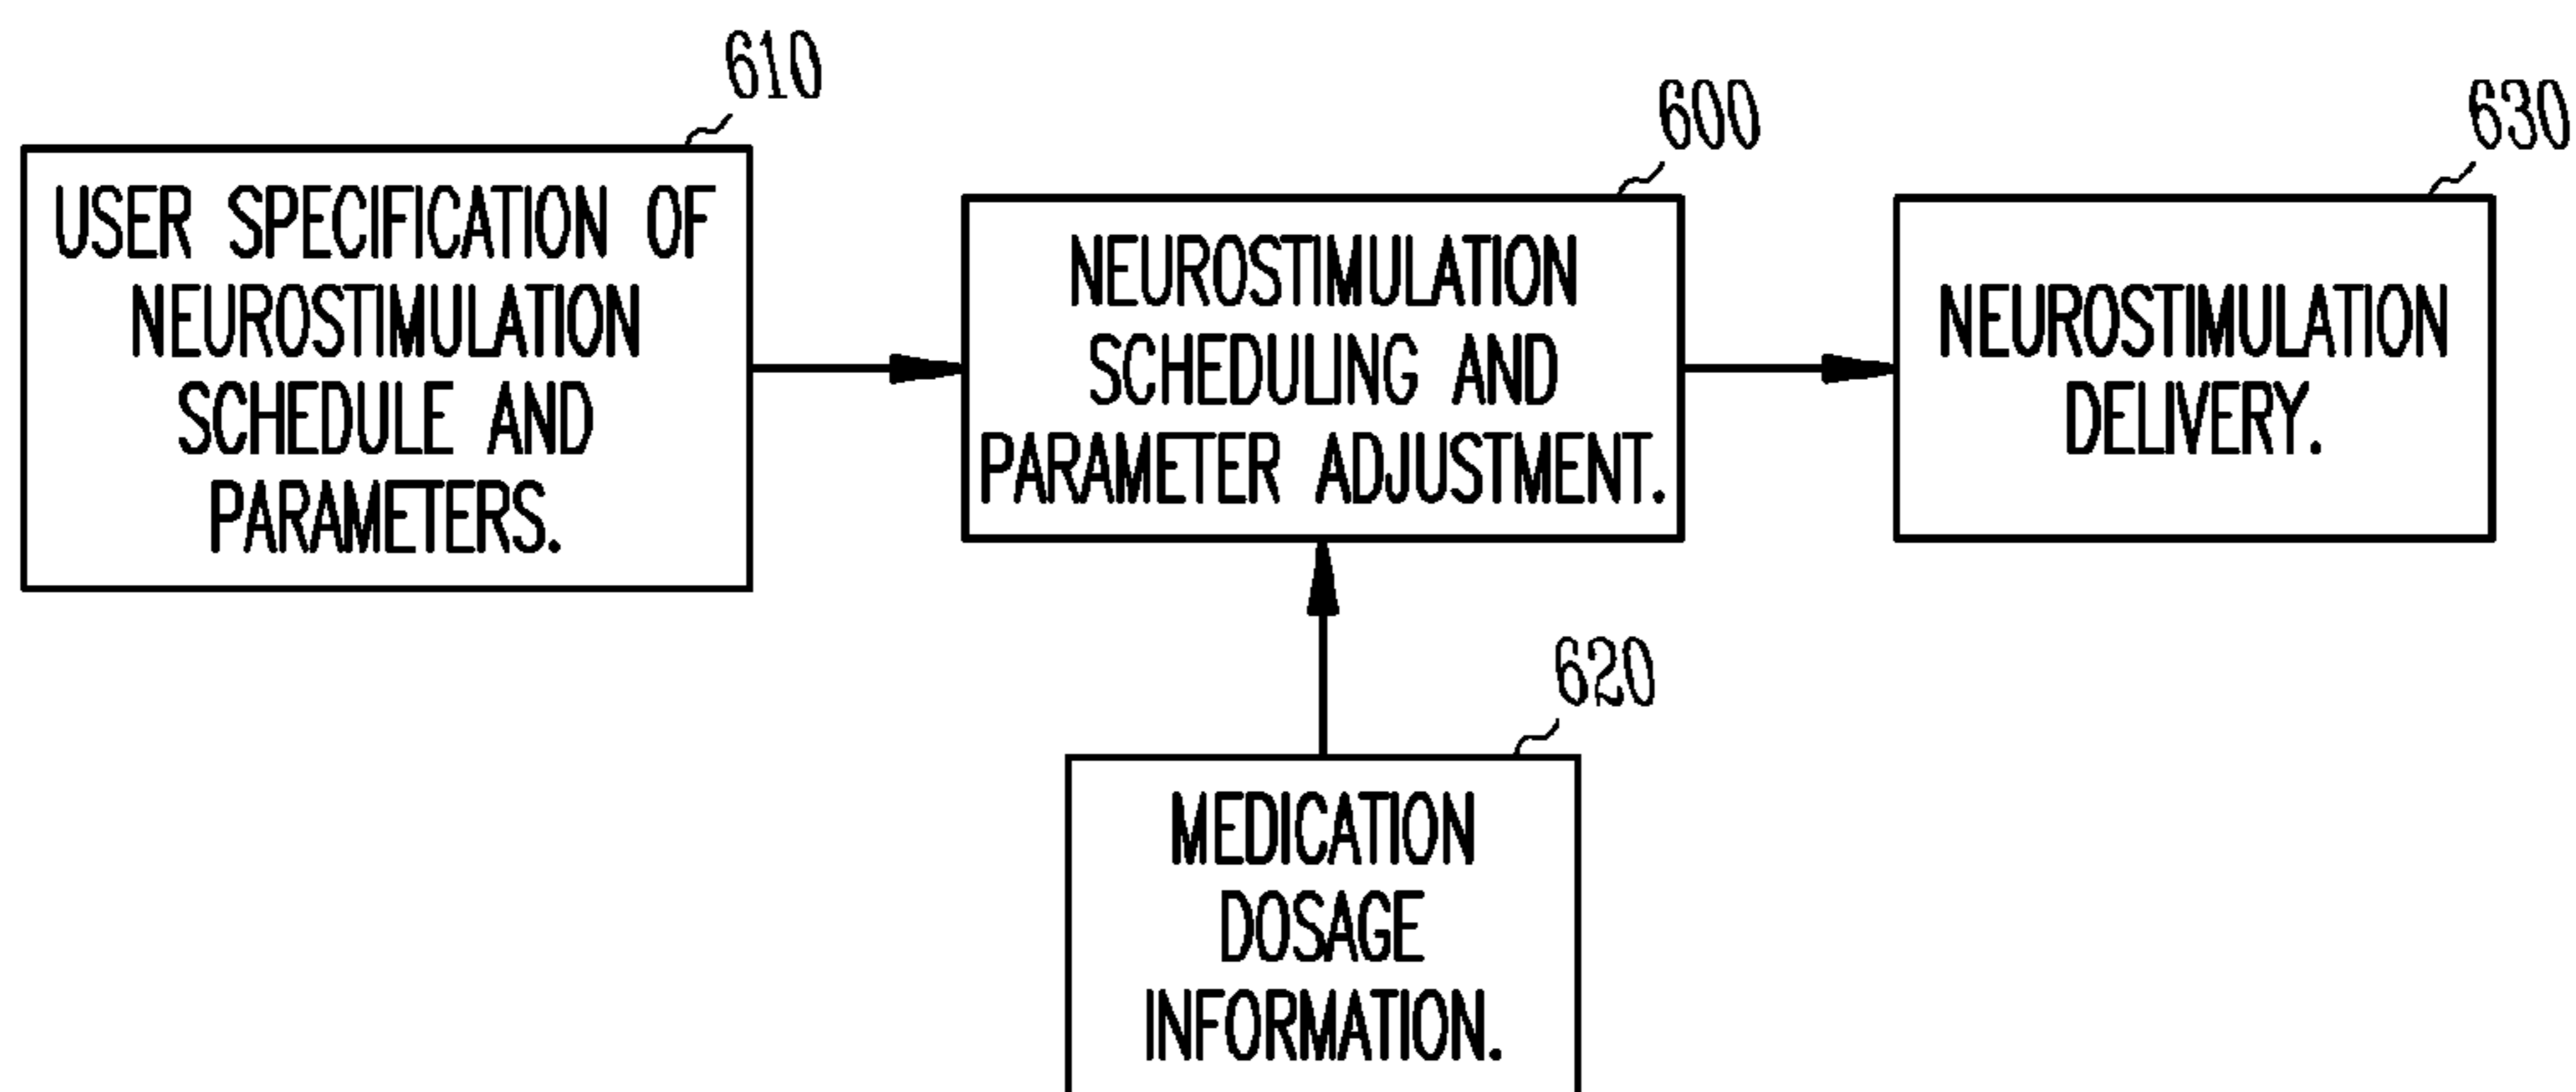 610
USER SPECIFICATION OF
NEUROSTIMULATION
SCHEDULE AND
PARAMETERS.
600
NEUROSTIMULATION
SCHEDULING AND
PARAMETER ADJUSTMENT.
630
NEUROSTIMULATION
DELIVERY.
620
MEDICATION
DOSAGE
INFORMATION.